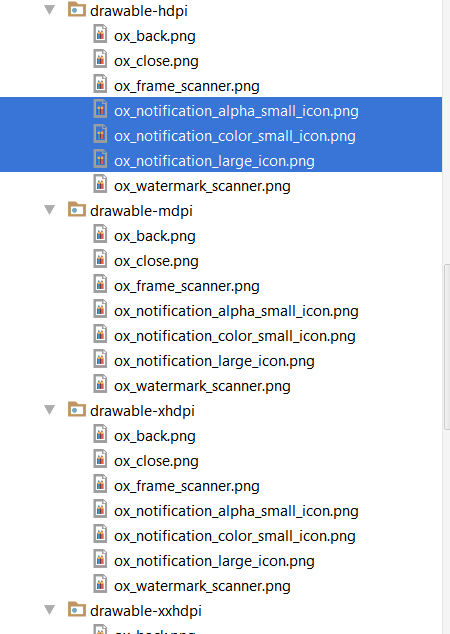 drawable-hdpi
ox_back.png
ox_close.png
ox_frame_scanner.png
ox_notification_alpha_small_icon.png
ox_notification_color_small_icon.png
ox_notification_large_icon.png
ox_watermark_scanner.png
drawable-mdpi
ox_back.png
ox_close.png
ox_frame_scanner.png
ox_notification_alpha_small_icon.png
ox_notification_color_small_icon.png
ox_notification_large_icon.png
ox_watermark_scanner.png
drawable-xhdpi
ox_back.png
ox_close.png
ox_frame_scanner.png
ox_notification_alpha_small_icon.png
ox_notification_color_small_icon.png
ox_notification_large_icon.png
ox_watermark_scanner.png
drawable-xxhdpi